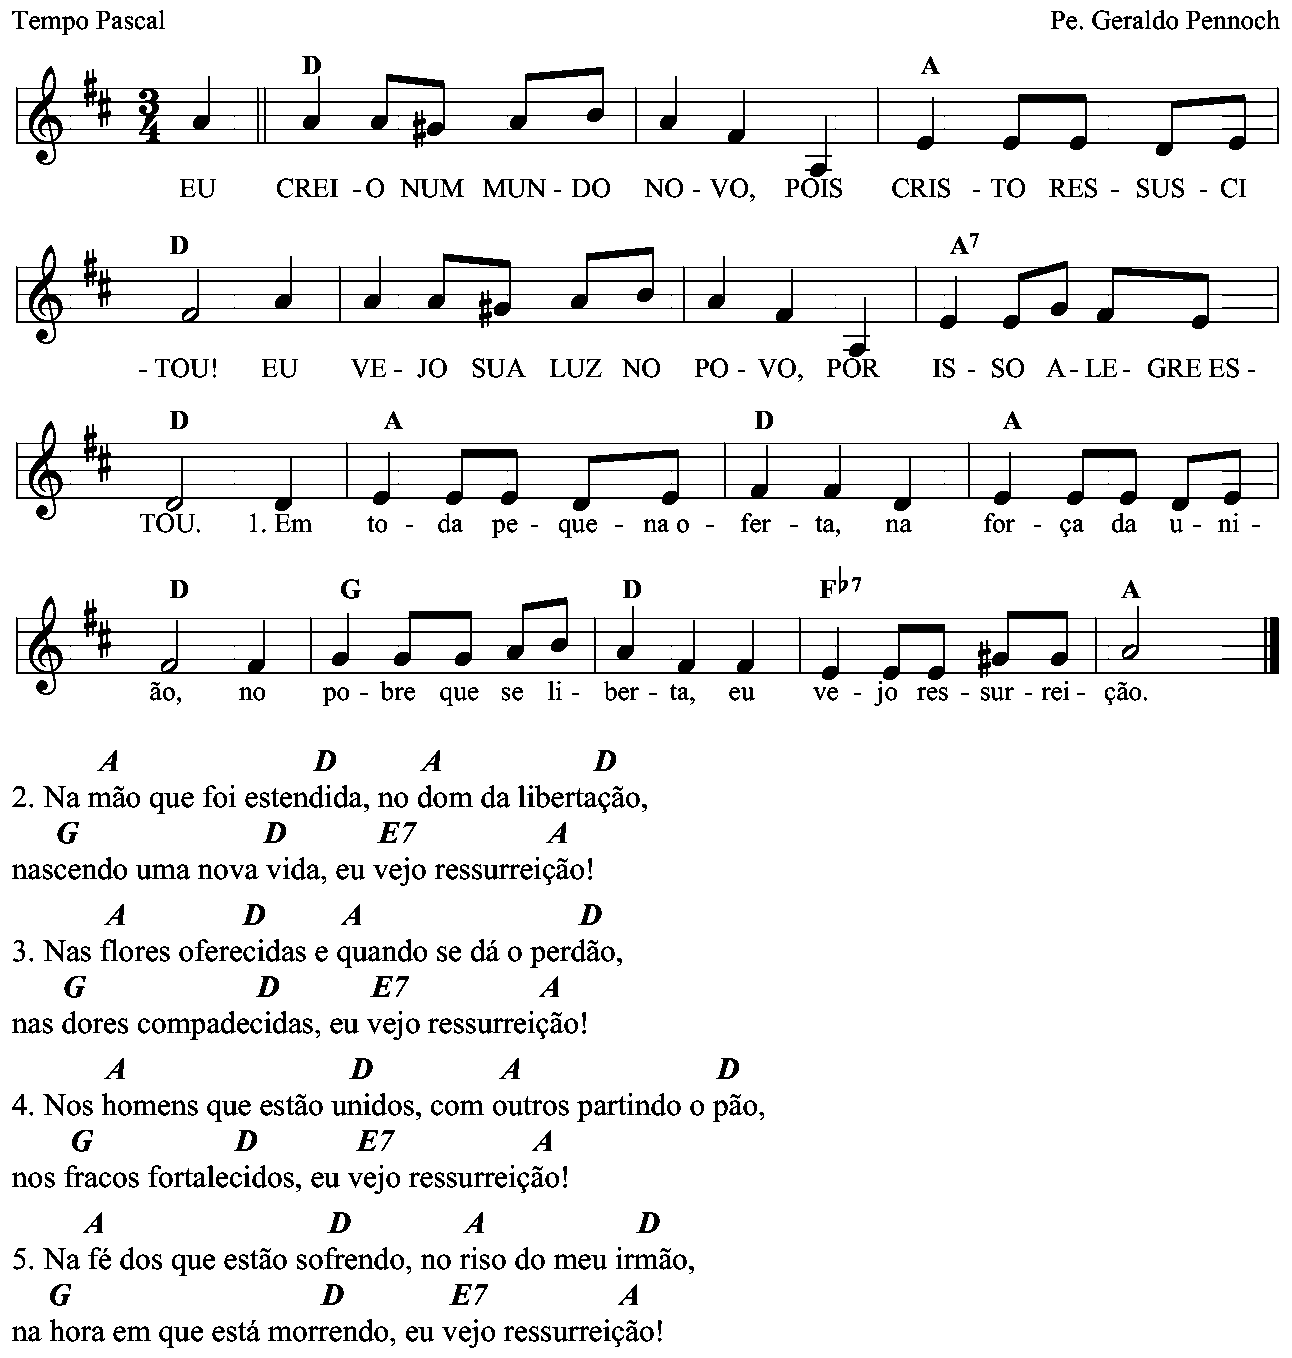 Tempo Pascal Pe. Geraldo Pennoch
D A
3
4
EU CREI - O NUM MUN - DO NO - VO, POIS CRIS - TO RES - SUS - CI
D A7
- TOU! EU VE - JO SUA LUZ NO PO - VO, POR IS - SO A - LE - GRE ES -
D A D A
TOU. 1. Em to - da pe - que - na o - fer - ta, na for - ça da u - ni -
D G D F♭7 A
ão, no po - bre que se li - ber - ta, eu ve - jo res - sur - rei - ção.
A D A D
2. Na mão que foi estendida, no dom da libertação,
G D E7 A
nascendo uma nova vida, eu vejo ressurreição!
A D A D
3. Nas flores oferecidas e quando se dá o perdão,
G D E7 A
nas dores compadecidas, eu vejo ressurreição!
A D A D
4. Nos homens que estão unidos, com outros partindo o pão,
G D E7 A
nos fracos fortalecidos, eu vejo ressurreição!
A D A D
5. Na fé dos que estão sofrendo, no riso do meu irmão,
G D E7 A
na hora em que está morrendo, eu vejo ressurreição!